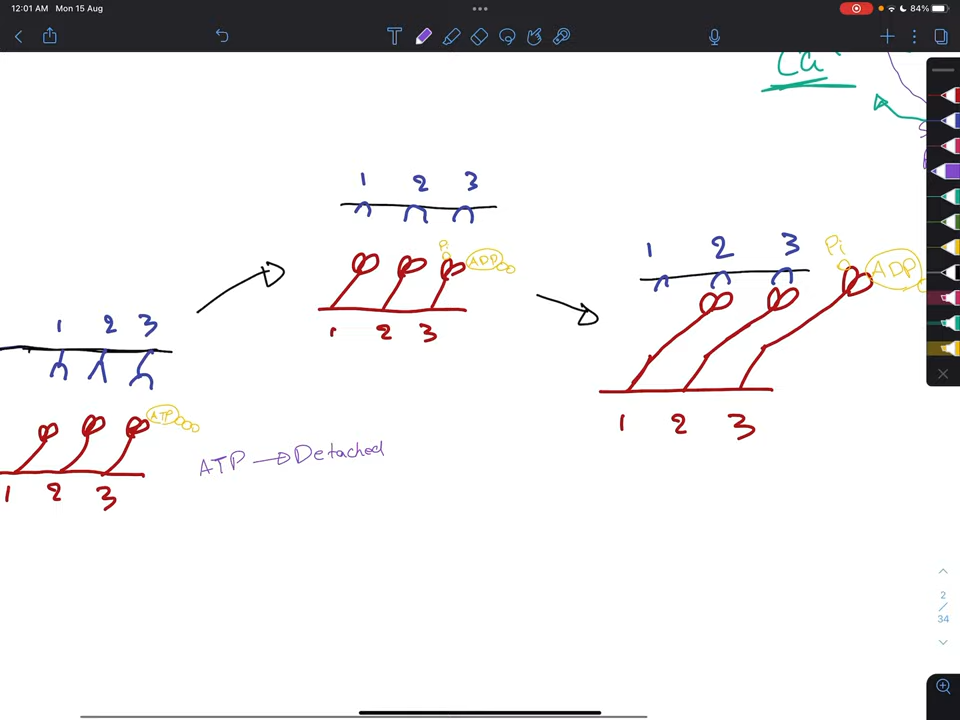 12:01 AM Mon 15 Aug
84%
T
Ca
1 2 3
Pi
ADP
1 2 3
1 2 3
Pi
ADP
1 2 3
1 2 3
ATP
1 2 3
ATP → Detached
2
/
34